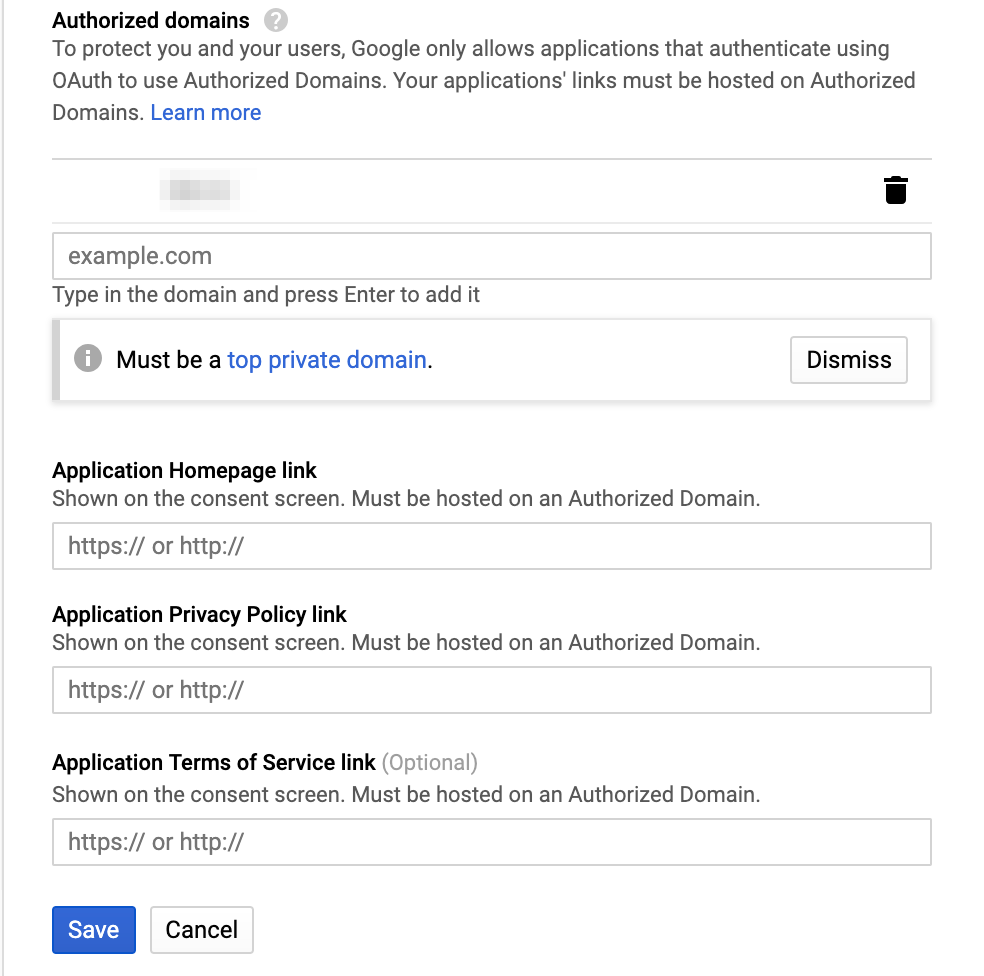 Authorized domains ?
To protect you and your users, Google only allows applications that authenticate using
OAuth to use Authorized Domains. Your applications' links must be hosted on Authorized
Domains. Learn more
example.com
Type in the domain and press Enter to add it
Must be a top private domain.
Dismiss
Application Homepage link
Shown on the consent screen. Must be hosted on an Authorized Domain.
https:// or http://
Application Privacy Policy link
Shown on the consent screen. Must be hosted on an Authorized Domain.
https:// or http://
Application Terms of Service link (Optional)
Shown on the consent screen. Must be hosted on an Authorized Domain.
https:// or http://
Save Cancel